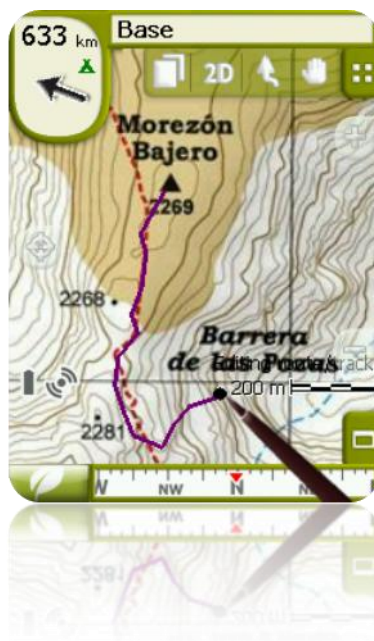 633 km
Base
2D
Morezón
Bajero
2269
2268
Barrera
de las Pozas
200 m
2281
W
NW
N